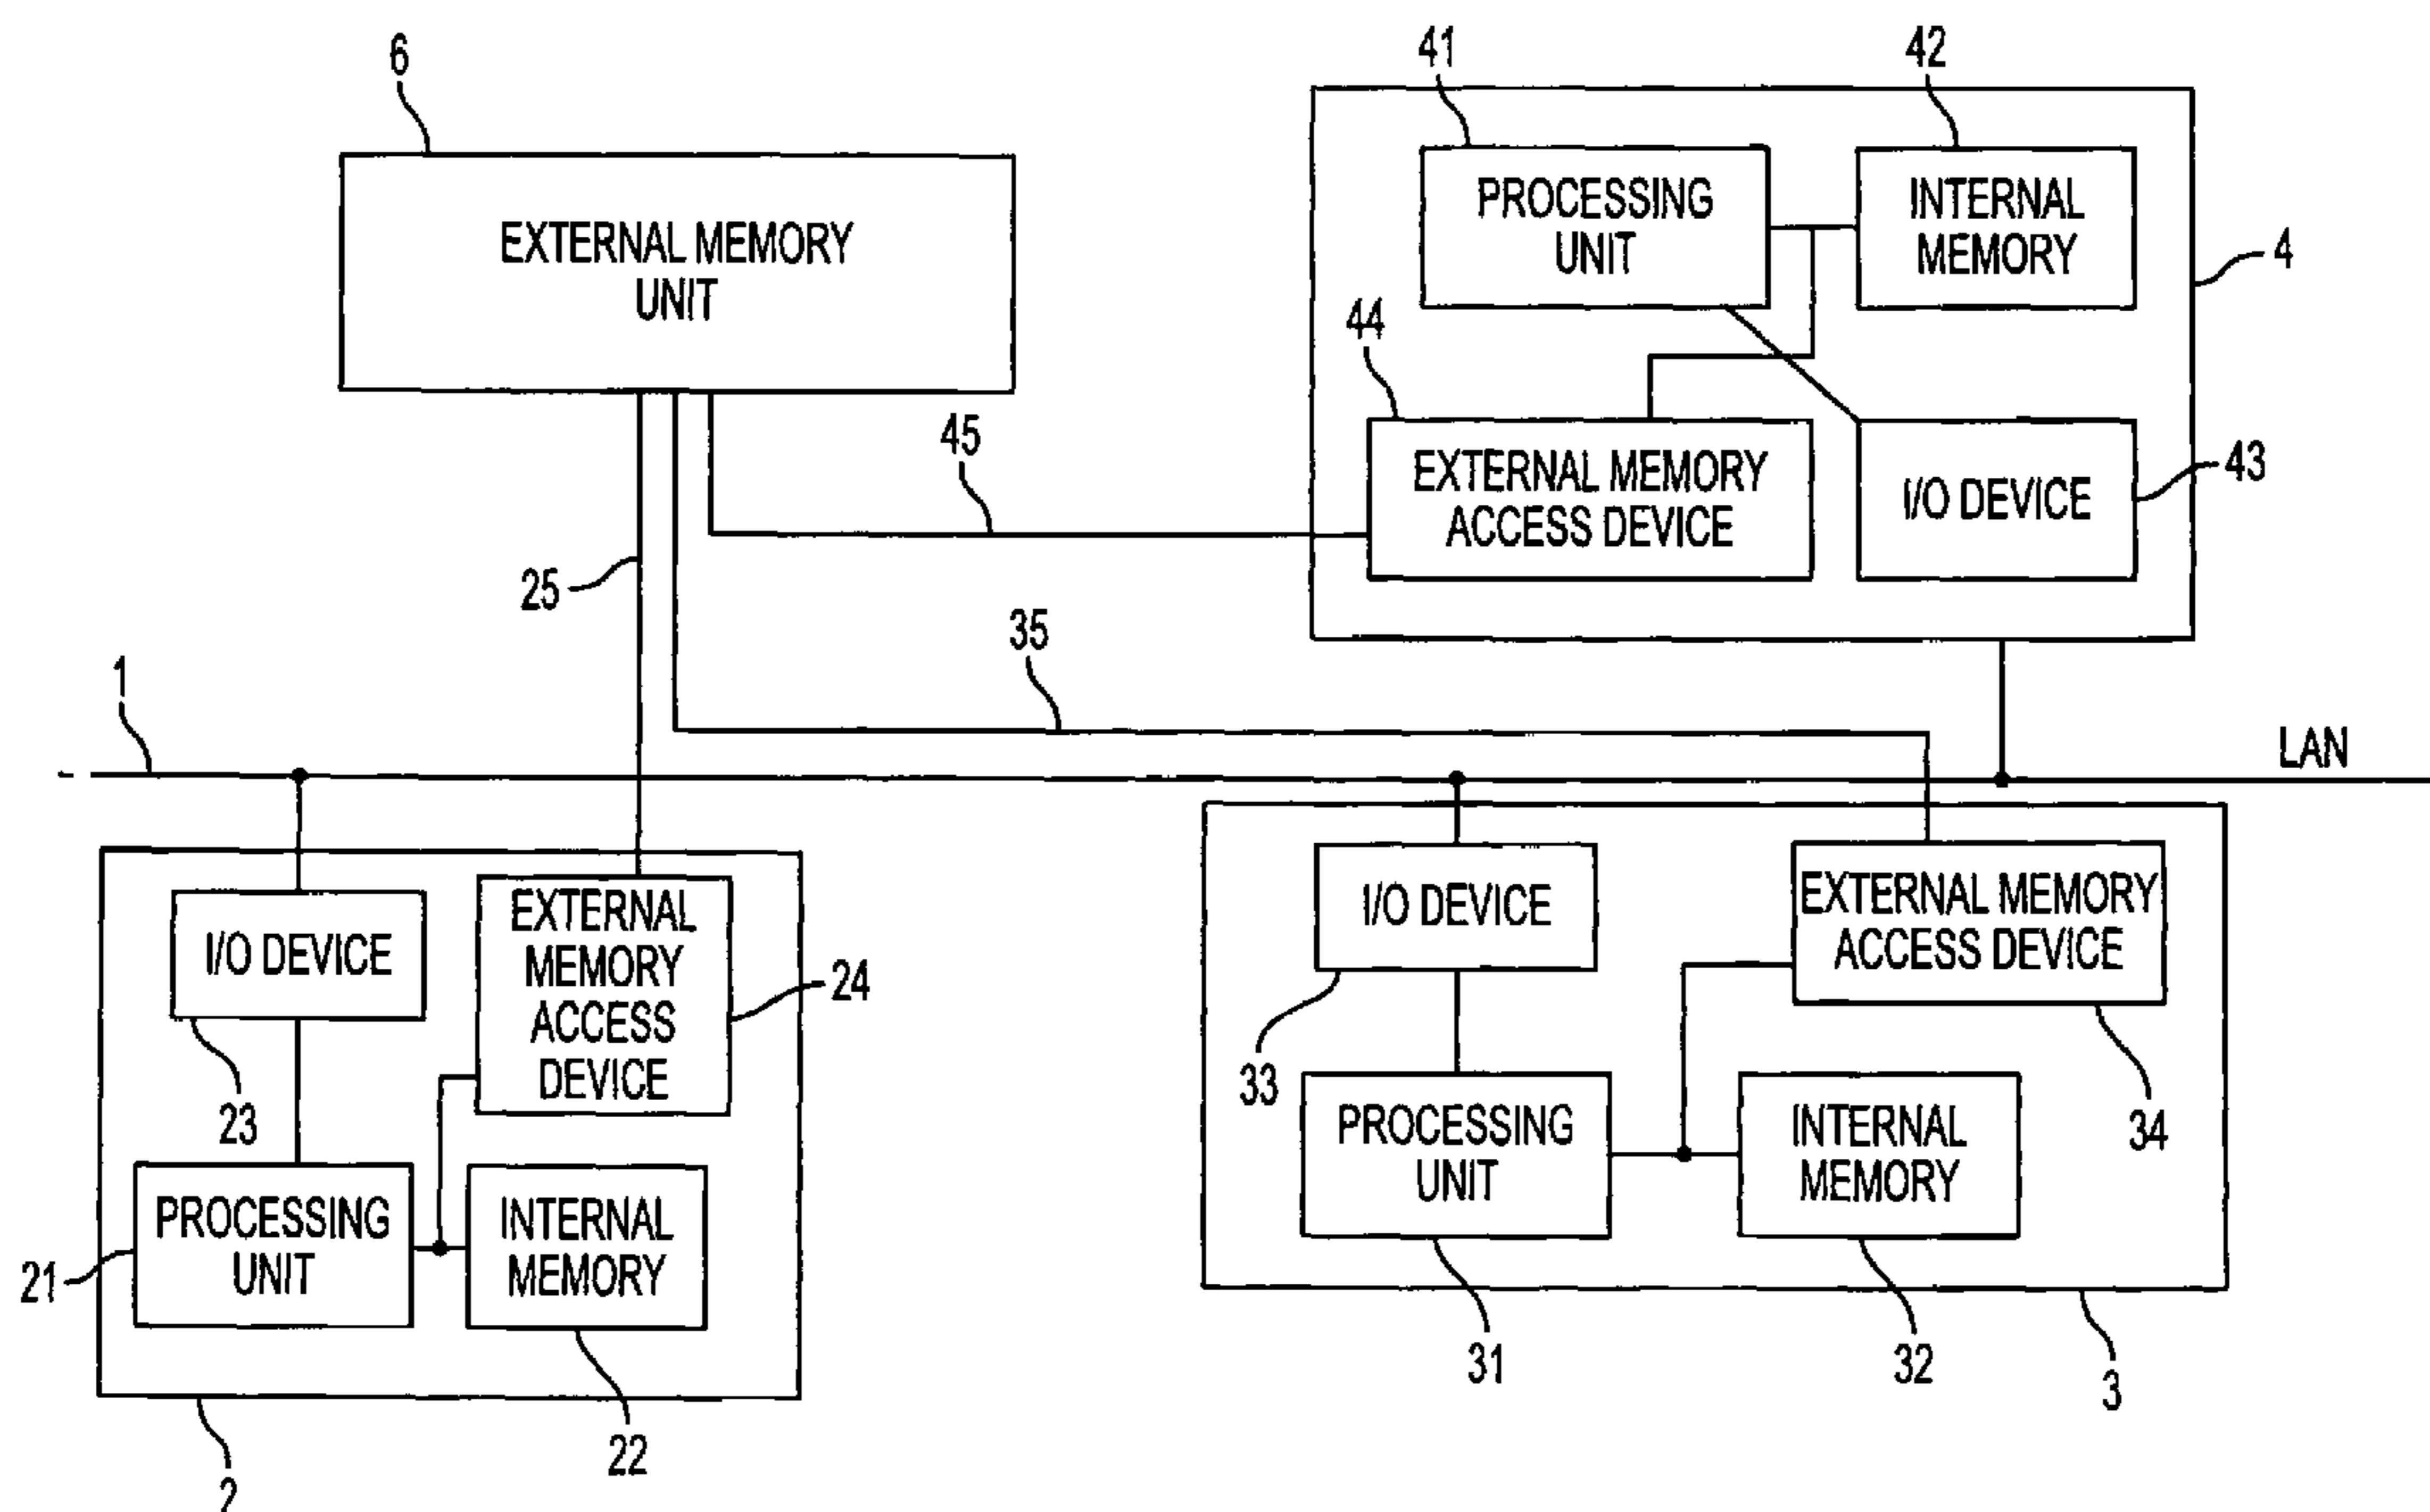 6
EXTERNAL MEMORY
UNIT
41
42
PROCESSING
UNIT
INTERNAL
MEMORY
4
44
EXTERNAL MEMORY
ACCESS DEVICE
I/O DEVICE
43
45
25
35
1
LAN
I/O DEVICE
23
EXTERNAL
MEMORY
ACCESS
DEVICE
24
PROCESSING
UNIT
21
INTERNAL
MEMORY
22
2
I/O DEVICE
33
EXTERNAL MEMORY
ACCESS DEVICE
34
PROCESSING
UNIT
31
INTERNAL
MEMORY
32
3